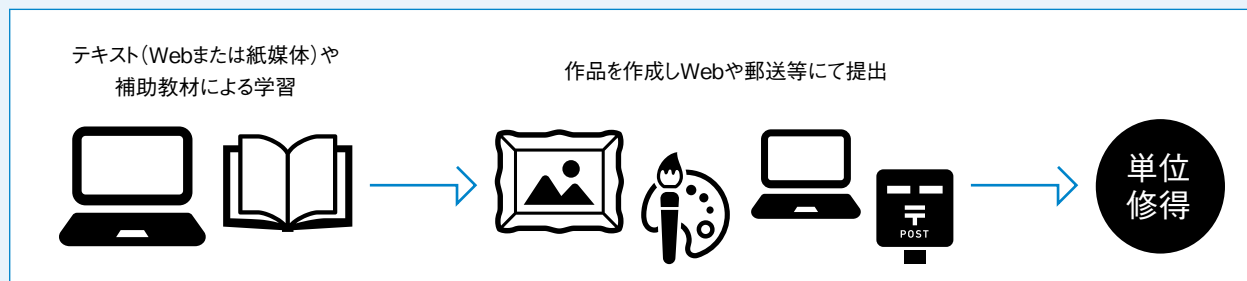 テキスト（Webまたは紙媒体）や
補助教材による学習
作品を作成しWebや郵送等にて提出
POST
単位
修得